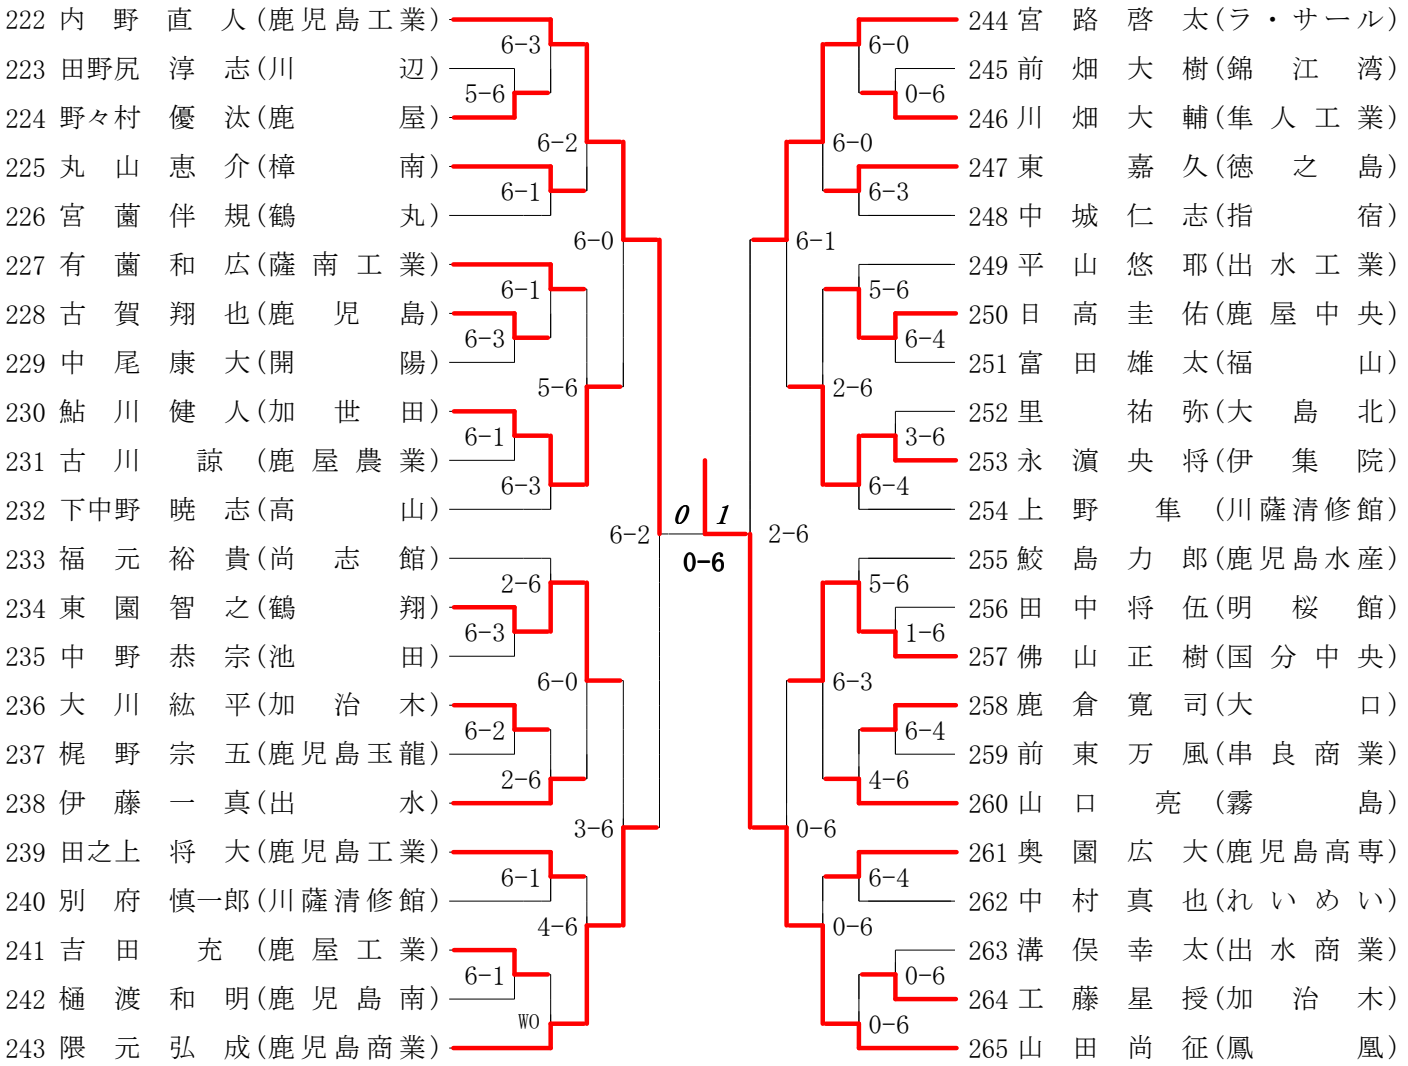 222 内野直人(鹿児島工業)
6-3
223 田野尻淳志(川辺)
5-6
224 野々村優汰(鹿屋)
6-2
225 丸山恵介(樟南)
6-1
226 宮薗伴規(鶴丸)
6-0
227 有薗和広(薩南工業)
6-1
228 古賀翔也(鹿児島)
6-3
229 中尾康大(開陽)
5-6
230 鮎川健人(加世田)
6-1
231 古川諒(鹿屋農業)
6-3
232 下中野暁志(高山)
6-2
233 福元裕貴(尚志館)
2-6
234 東園智之(鶴翔)
6-3
235 中野恭宗(池田)
6-0
236 大川紘平(加治木)
6-2
237 梶野宗五(鹿児島玉龍)
2-6
238 伊藤一真(出水)
3-6
239 田之上将大(鹿児島工業)
6-1
240 別府慎一郎(川薩清修館)
4-6
241 吉田充(鹿屋工業)
6-1
242 樋渡和明(鹿児島南)
WO
243 隈元弘成(鹿児島商業)
0 1
0-6
244 宮路啓太(ラ・サール)
6-0
245 前畑大樹(錦江湾)
0-6
246 川畑大輔(隼人工業)
6-0
247 東嘉久(徳之島)
6-3
248 中城仁志(指宿)
6-1
249 平山悠耶(出水工業)
5-6
250 日高圭佑(鹿屋中央)
6-4
251 富田雄太(福山)
2-6
252 里祐弥(大島北)
3-6
253 永濵央将(伊集院)
6-4
254 上野隼(川薩清修館)
2-6
255 鮫島力郎(鹿児島水産)
5-6
256 田中将伍(明桜館)
1-6
257 佛山正樹(国分中央)
6-3
258 鹿倉寛司(大口)
6-4
259 前東万風(串良商業)
4-6
260 山口亮(霧島)
0-6
261 奥園広大(鹿児島高専)
6-4
262 中村真也(れいめい)
0-6
263 溝俣幸太(出水商業)
0-6
264 工藤星授(加治木)
0-6
265 山田尚征(鳳凰)